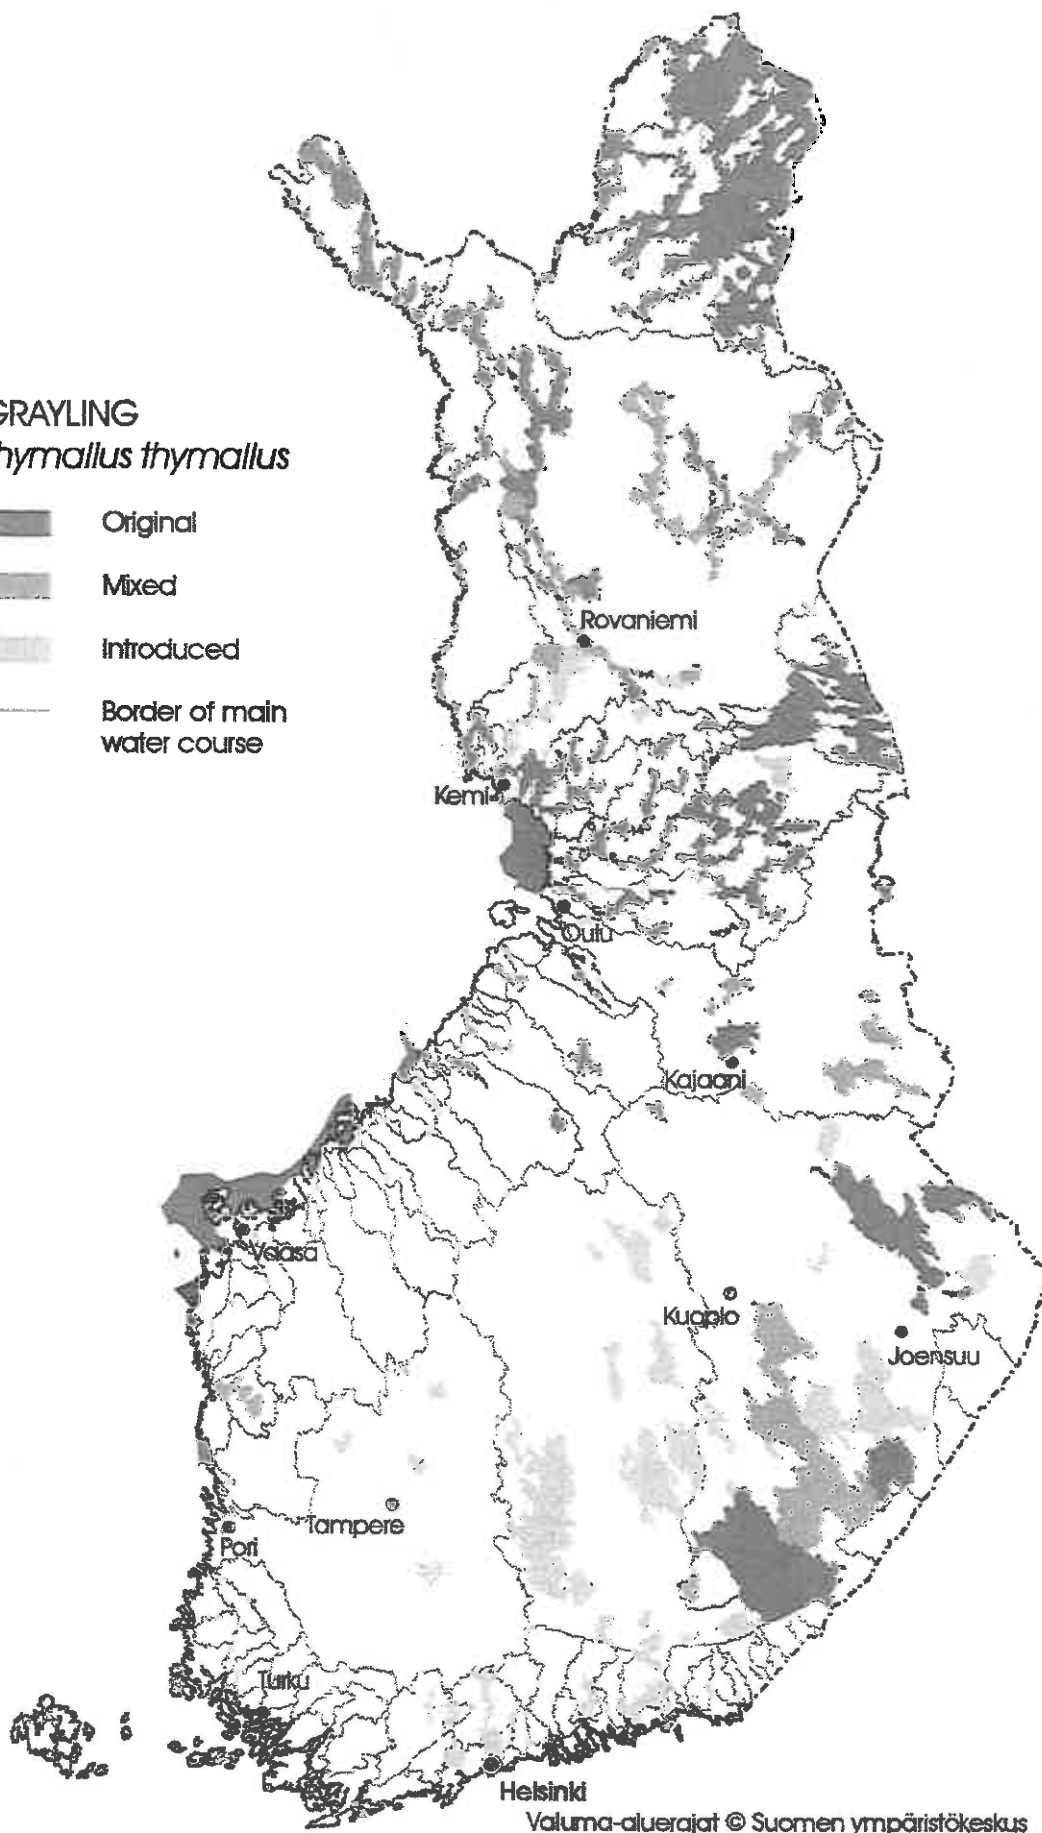 GRAYLING
hymallus thymallus
Original
Mixed
Introduced
Border of main
water course
Rovaniemi
Kemi
Oulu
Kajaani
Vaasa
Kuopio
Joensuu
Tampere
Pori
Turku
Helsinki
Valuma-aluerajat © Suomen ympäristökeskus